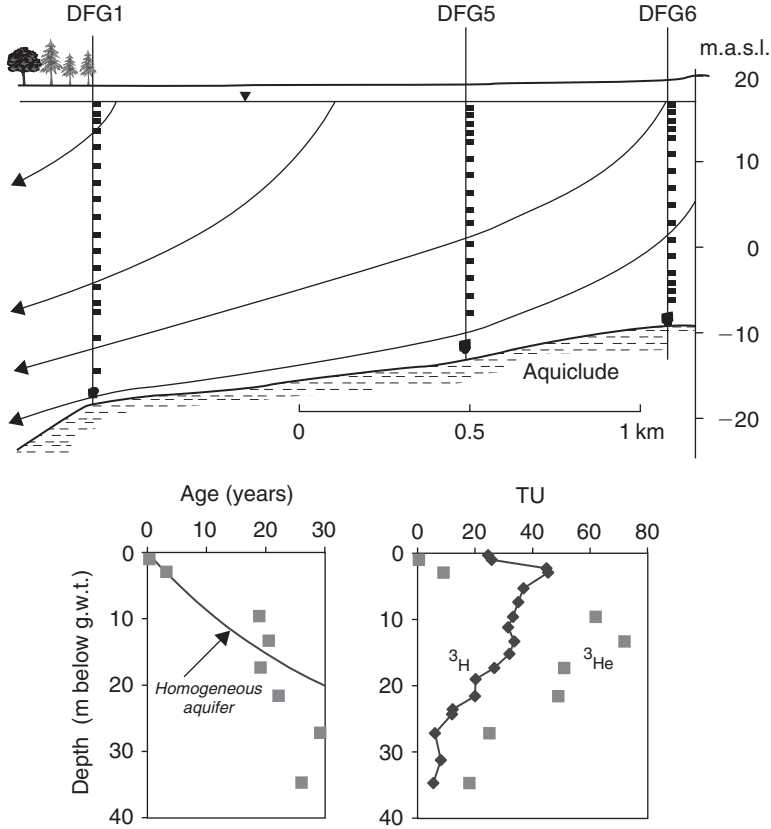 DFG1 DFG5 DFG6
m.a.s.l.
20
10
0
−10
Aquiclude
−20
0 0.5 1 km
Age (years) TU
0 10 20 30 0 20 40 60 80
0 0
10 10
3H 3He
Homogeneous
aquifer
20 20
30 30
40 40
Depth (m below g.w.t.)